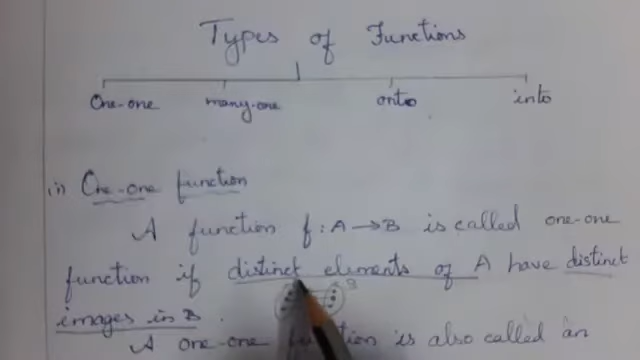 Types of Functions
One-one many-one onto into
(i) One-one function
A function f : A → B is called one-one
function if distinct elements of A have distinct
images in B.
A one-one function is also called an